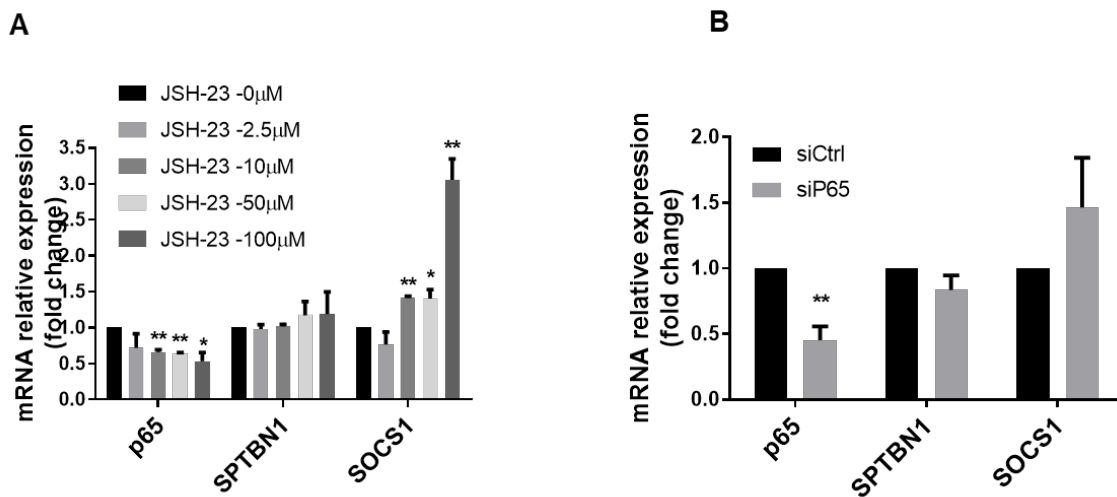 A
JSH-23 -0μM
JSH-23 -2.5μM
JSH-23 -10μM
JSH-23 -50μM
JSH-23 -100μM
mRNA relative expression
(fold change)
3.5
3.0
2.5
2.0
1.5
1.0
0.5
0.0
**
**
*
**
*
**
p65
SPTBN1
SOCS1
B
siCtrl
siP65
mRNA relative expression
(fold change)
2.0
1.5
1.0
0.5
0.0
**
p65
SPTBN1
SOCS1